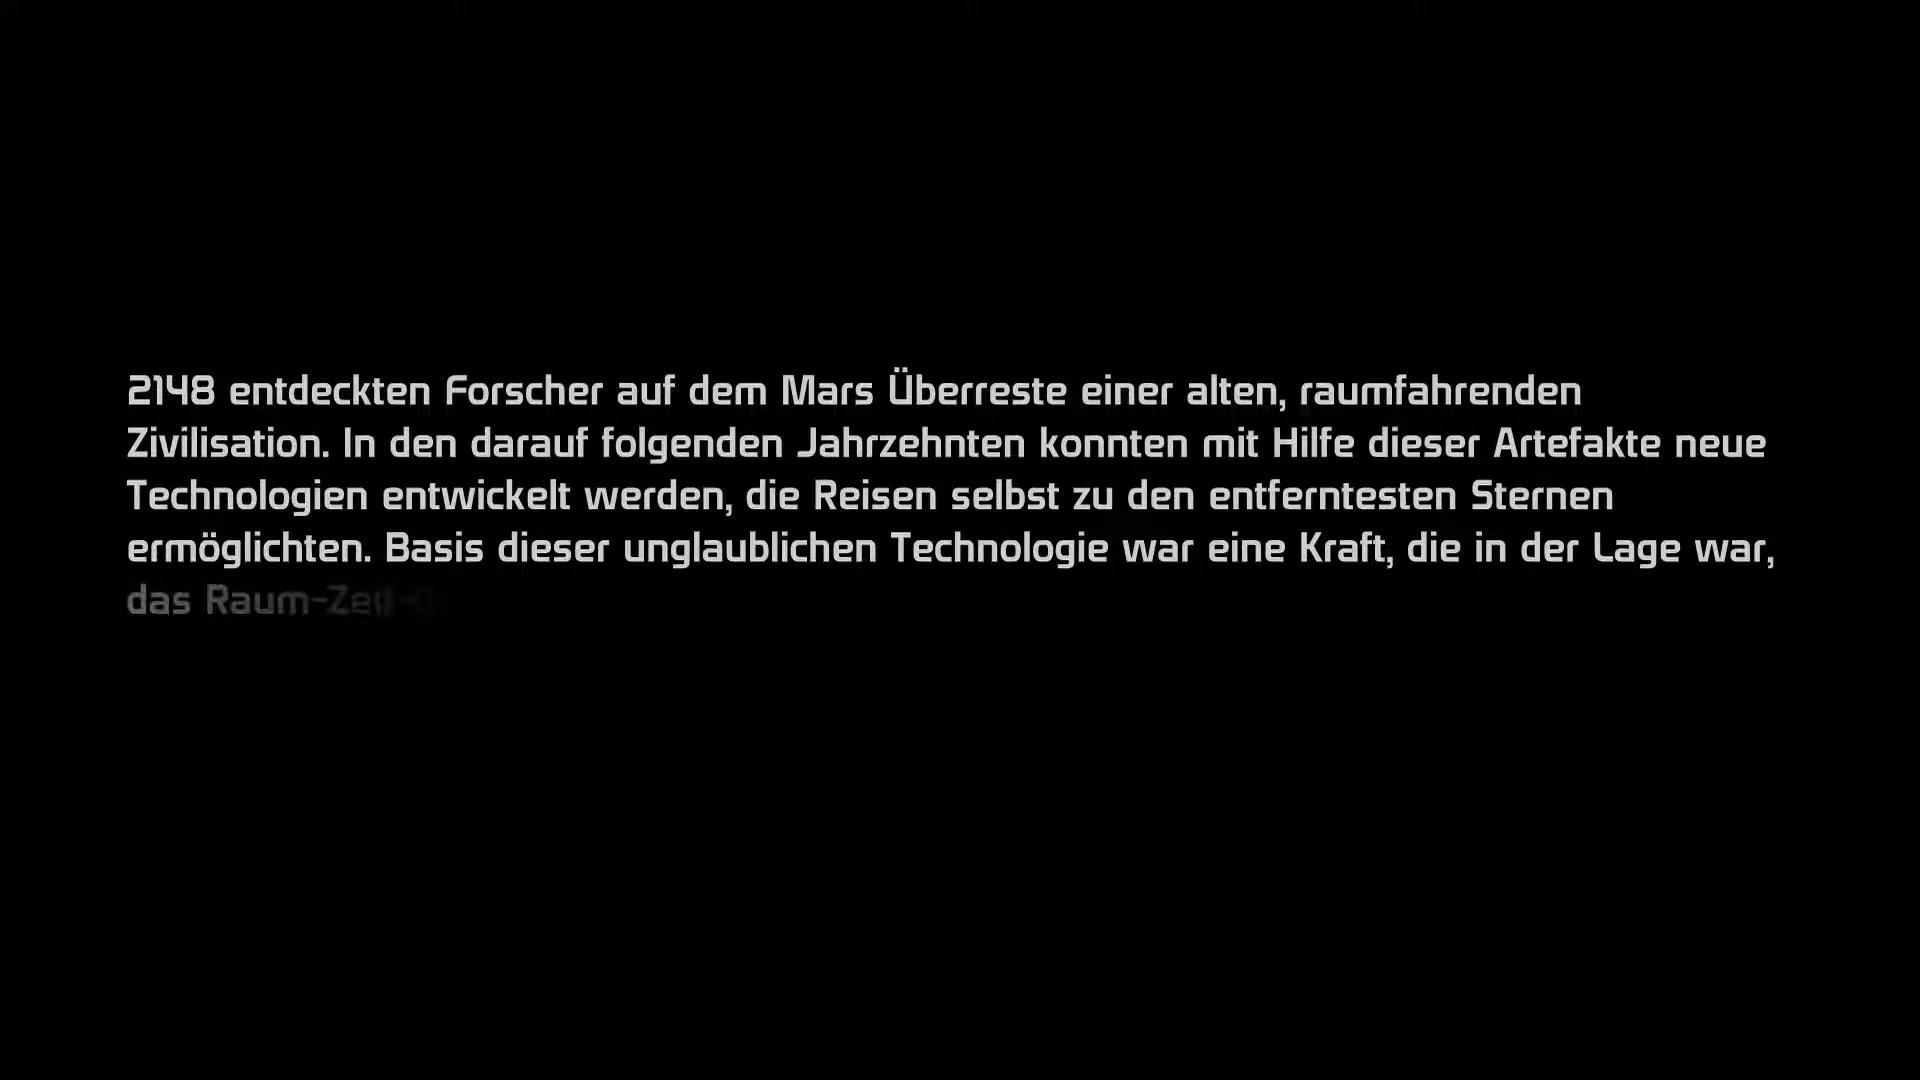 2148 entdeckten Forscher auf dem Mars Überreste einer alten, raumfahrenden
Zivilisation. In den darauf folgenden Jahrzehnten konnten mit Hilfe dieser Artefakte neue
Technologien entwickelt werden, die Reisen selbst zu den entferntesten Sternen
ermöglichten. Basis dieser unglaublichen Technologie war eine Kraft, die in der Lage war,
das Raum-Zeit-